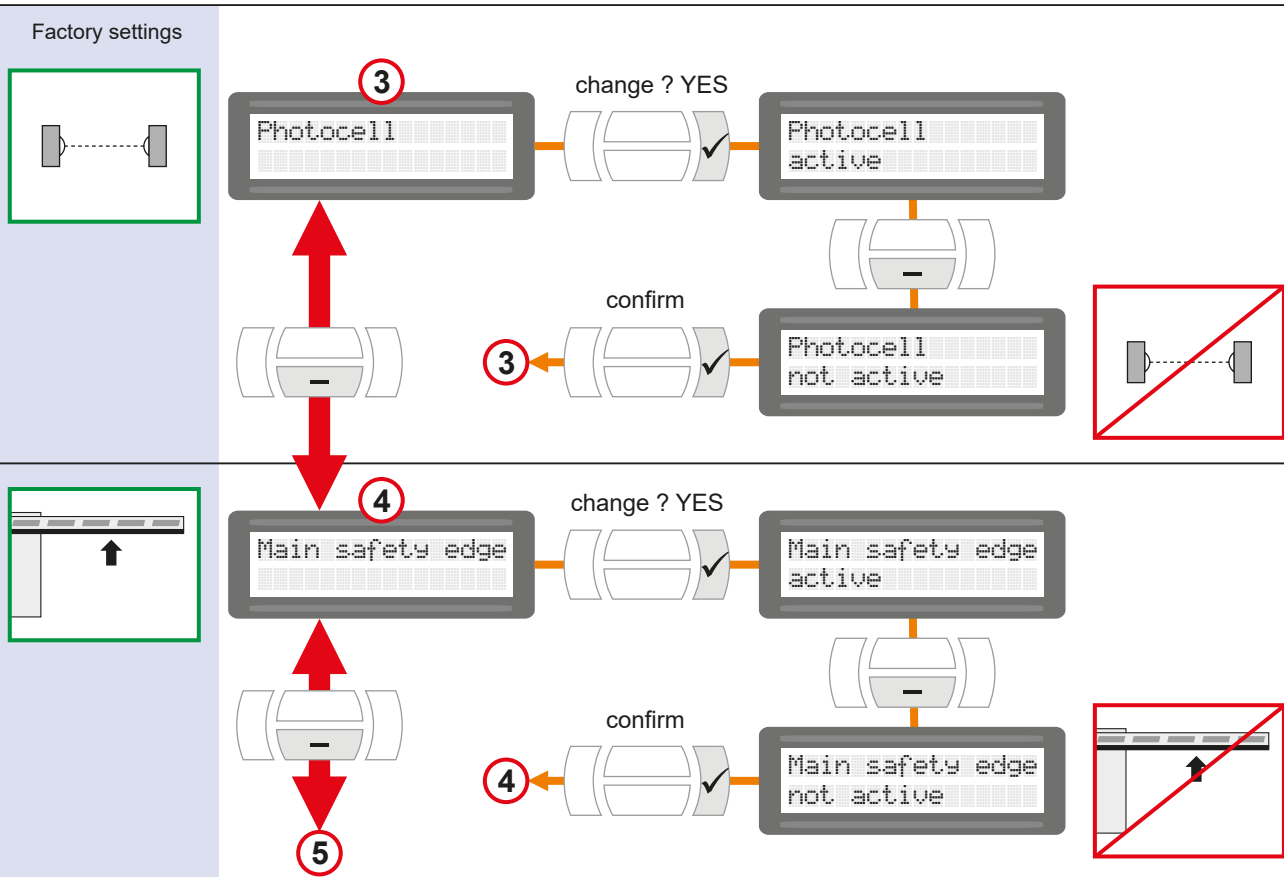 Factory settings
3
change ? YES
Photocell
Photocell
active
confirm
3
Photocell
not active
4
change ? YES
Main safety edge
Main safety edge
active
confirm
4
Main safety edge
not active
5